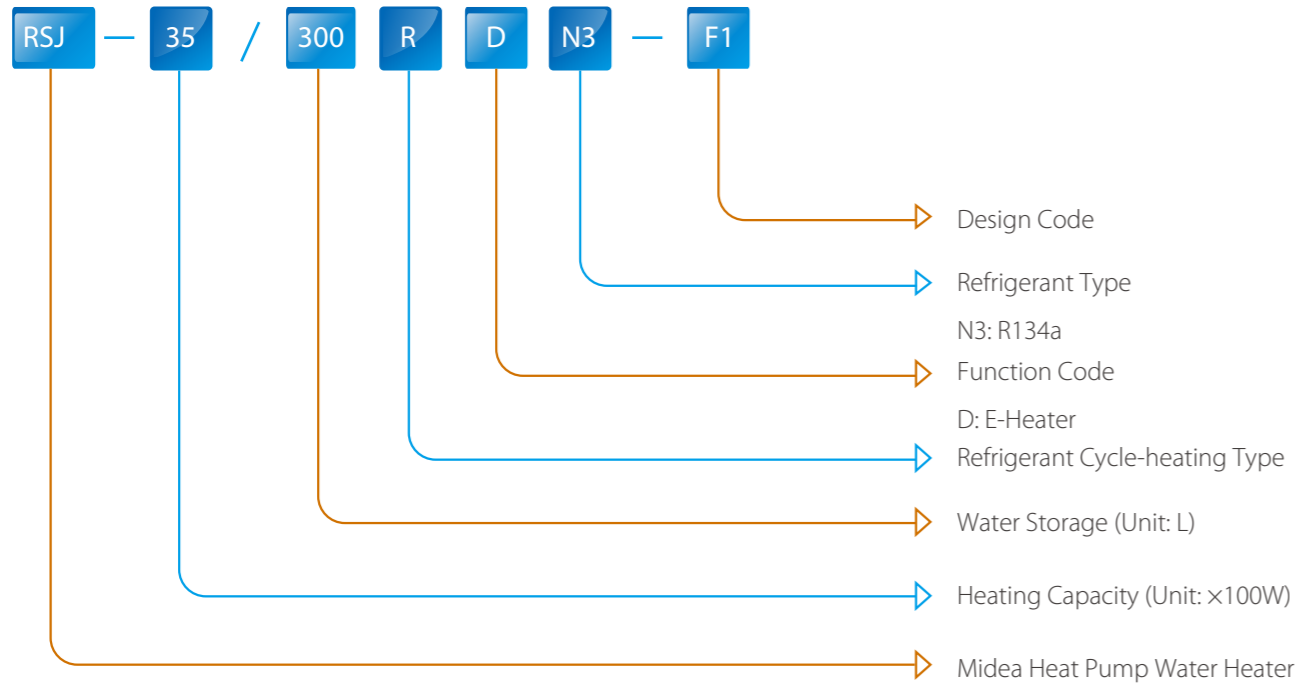 RSJ — 35 / 300 R D N3 — F1
Design Code
Refrigerant Type
N3: R134a
Function Code
D: E-Heater
Refrigerant Cycle-heating Type
Water Storage (Unit: L)
Heating Capacity (Unit: ×100W)
Midea Heat Pump Water Heater